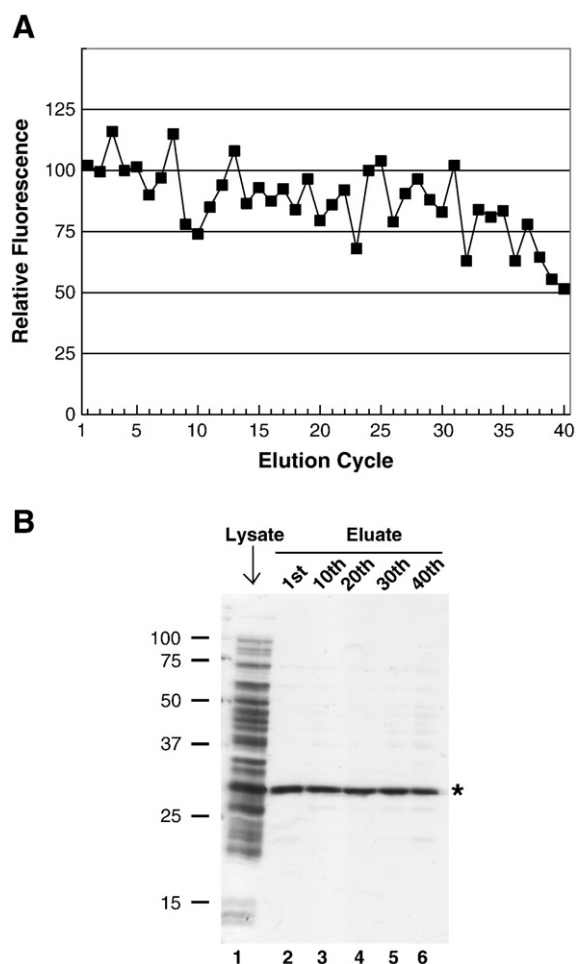 A
Relative Fluorescence
125
100
75
50
25
0
1 5 10 15 20 25 30 35 40
Elution Cycle
B
Lysate Eluate
1st 10th 20th 30th 40th
100
75
50
37
25
15
*
1 2 3 4 5 6